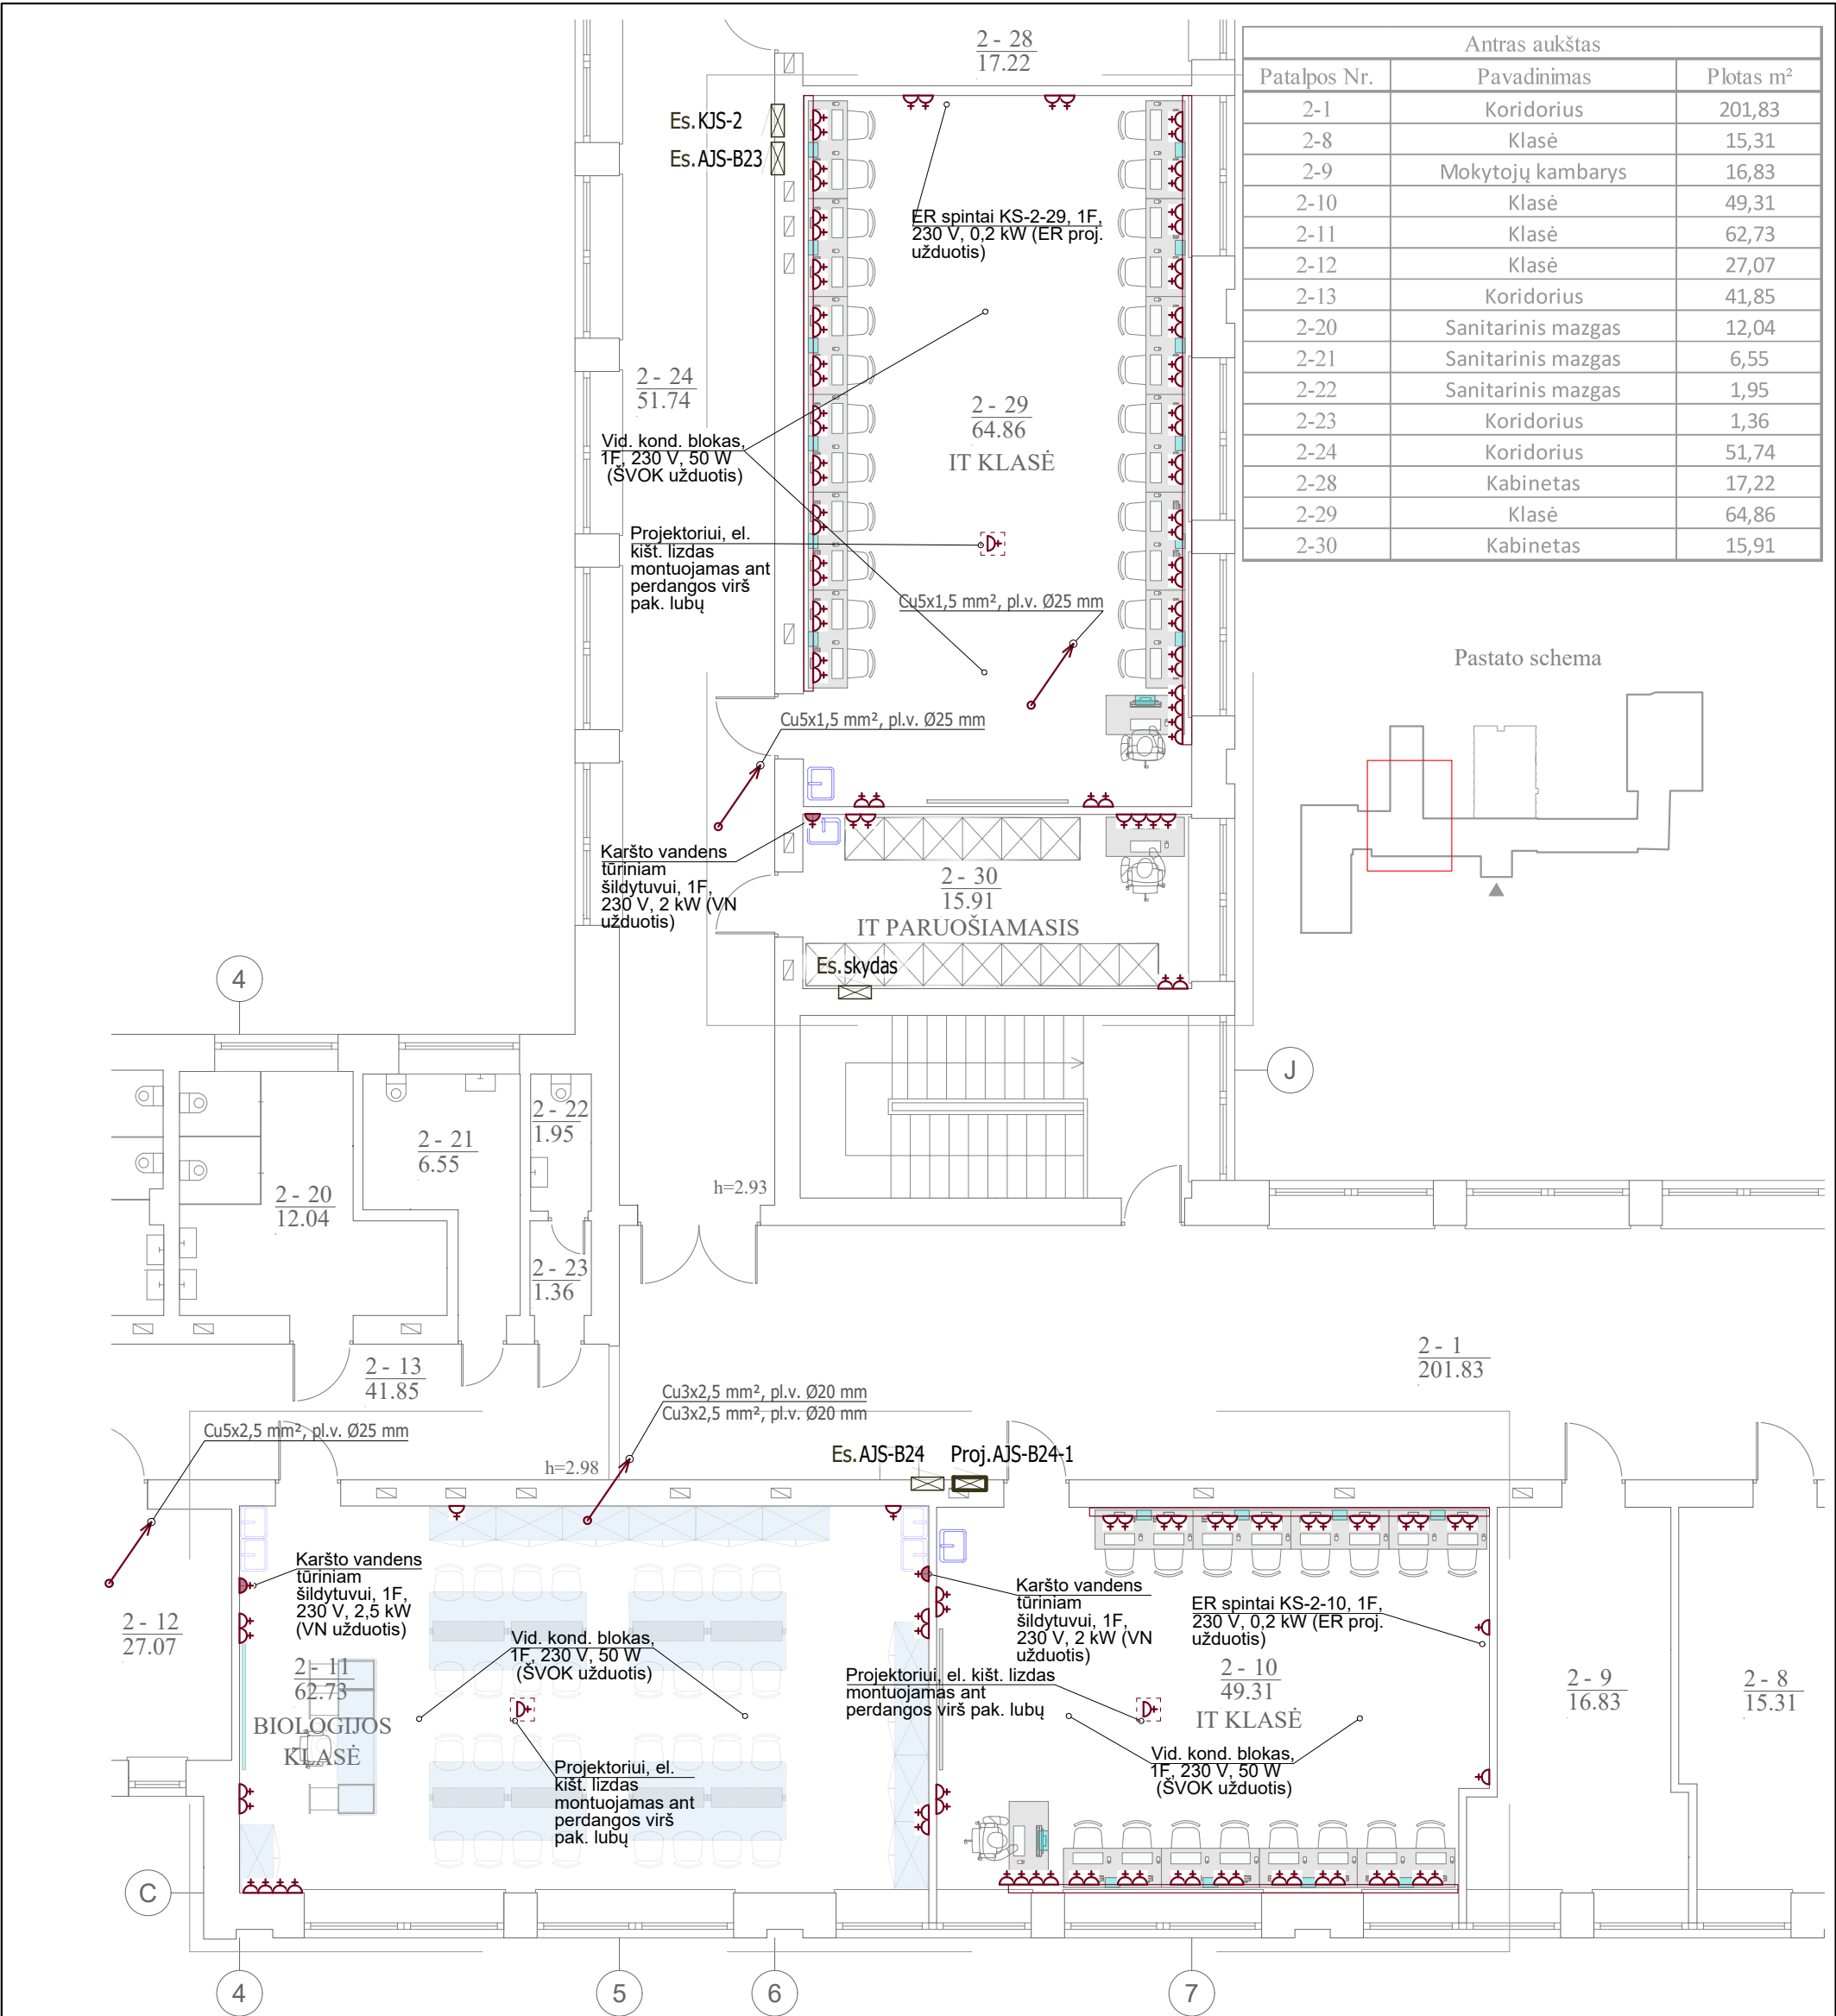 Antras aukštas
Patalpos Nr. Pavadinimas Plotas m²
2-1 Koridorius 201,83
2-8 Klasė 15,31
2-9 Mokytojų kambarys 16,83
2-10 Klasė 49,31
2-11 Klasė 62,73
2-12 Klasė 27,07
2-13 Koridorius 41,85
2-20 Sanitarinis mazgas 12,04
2-21 Sanitarinis mazgas 6,55
2-22 Sanitarinis mazgas 1,95
2-23 Koridorius 1,36
2-24 Koridorius 51,74
2-28 Kabinetas 17,22
2-29 Klasė 64,86
2-30 Kabinetas 15,91
2 - 28
17.22
Es.KJS-2
Es.AJS-B23
ER spintai KS-2-29, 1F,
230 V, 0,2 kW (ER proj.
užduotis)
2 - 24
51.74
2 - 29
64.86
IT KLASĖ
Vid. kond. blokas,
1F, 230 V, 50 W
(ŠVOK užduotis)
Projektoriui, el.
kišt. lizdas
montuojamas ant
perdangos virš
pak. lubų
Cu5x1,5 mm², pl.v. Ø25 mm
Pastato schema
Cu5x1,5 mm², pl.v. Ø25 mm
Karšto vandens
tūriniam
šildytuvui, 1F,
230 V, 2 kW (VN
užduotis)
2 - 30
15.91
IT PARUOŠIAMASIS
Es.skydas
4
J
2 - 22
1.95
2 - 21
6.55
2 - 20
12.04
h=2.93
2 - 23
1.36
2 - 13
41.85
2 - 1
201.83
Cu3x2,5 mm², pl.v. Ø20 mm
Cu3x2,5 mm², pl.v. Ø20 mm
Cu5x2,5 mm², pl.v. Ø25 mm
h=2.98
Es.AJS-B24
Proj.AJS-B24-1
Karšto vandens
tūriniam
šildytuvui, 1F,
230 V, 2,5 kW
(VN užduotis)
2 - 12
27.07
2 - 11
62.73
BIOLOGIJOS
KLASĖ
Vid. kond. blokas,
1F, 230 V, 50 W
(ŠVOK užduotis)
Projektoriui, el.
kišt. lizdas
montuojamas ant
perdangos virš
pak. lubų
Karšto vandens
tūriniam
šildytuvui, 1F,
230 V, 2 kW (VN
užduotis)
ER spintai KS-2-10, 1F,
230 V, 0,2 kW (ER proj.
užduotis)
Projektoriui, el. kišt. lizdas
montuojamas ant
perdangos virš pak. lubų
2 - 10
49.31
IT KLASĖ
Vid. kond. blokas,
1F, 230 V, 50 W
(ŠVOK užduotis)
2 - 9
16.83
2 - 8
15.31
C
4
5
6
7